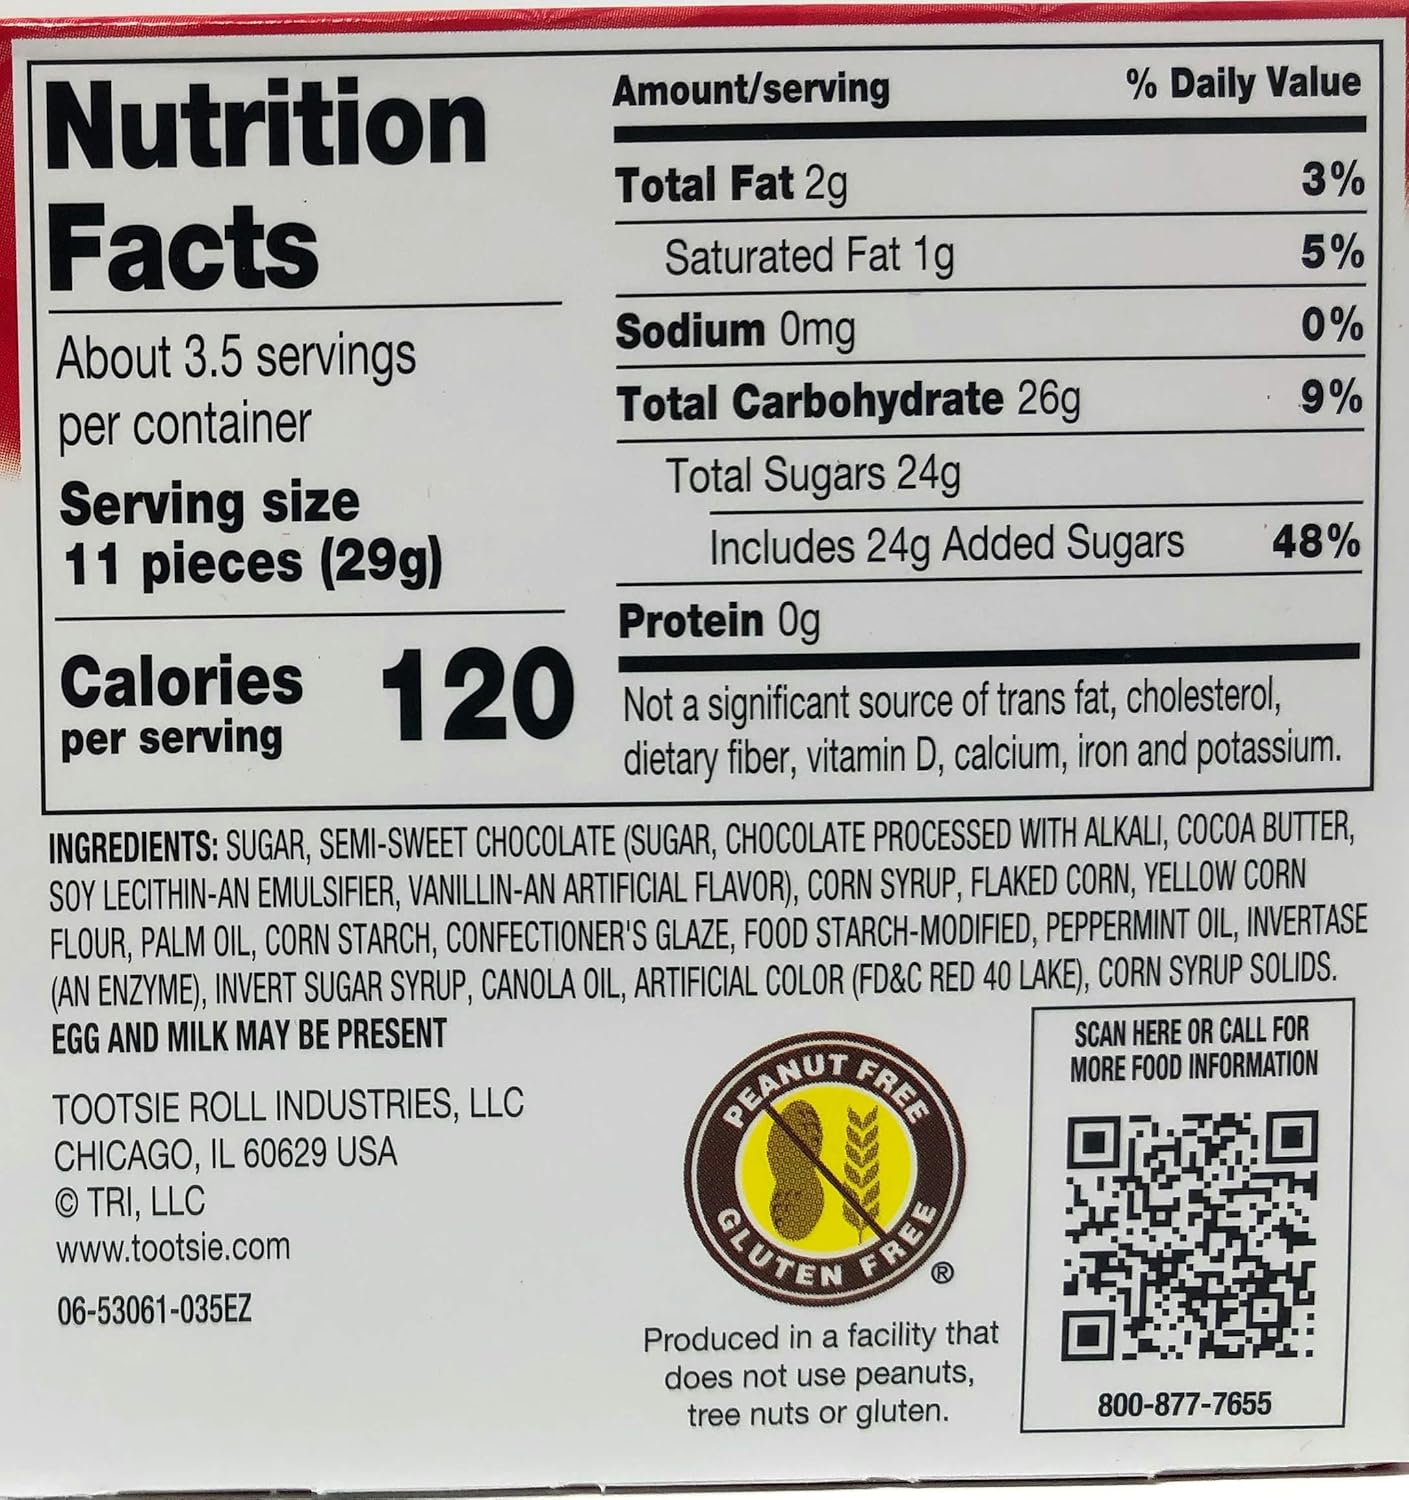 Nutrition
Facts
About 3.5 servings
per container
Serving size
11 pieces (29g)
Calories 120
per serving
Amount/serving % Daily Value
Total Fat 2g 3%
Saturated Fat 1g 5%
Sodium 0mg 0%
Total Carbohydrate 26g 9%
Total Sugars 24g
Includes 24g Added Sugars 48%
Protein 0g
Not a significant source of trans fat, cholesterol,
dietary fiber, vitamin D, calcium, iron and potassium.
INGREDIENTS: SUGAR, SEMI-SWEET CHOCOLATE (SUGAR, CHOCOLATE PROCESSED WITH ALKALI, COCOA BUTTER,
SOY LECITHIN-AN EMULSIFIER, VANILLIN-AN ARTIFICIAL FLAVOR), CORN SYRUP, FLAKED CORN, YELLOW CORN
FLOUR, PALM OIL, CORN STARCH, CONFECTIONER'S GLAZE, FOOD STARCH-MODIFIED, PEPPERMINT OIL, INVERTASE
(AN ENZYME), INVERT SUGAR SYRUP, CANOLA OIL, ARTIFICIAL COLOR (FD&C RED 40 LAKE), CORN SYRUP SOLIDS.
EGG AND MILK MAY BE PRESENT
TOOTSIE ROLL INDUSTRIES, LLC
CHICAGO, IL 60629 USA
© TRI, LLC
www.tootsie.com
06-53061-035EZ
PEANUT FREE
GLUTEN FREE
®
Produced in a facility that
does not use peanuts,
tree nuts or gluten.
SCAN HERE OR CALL FOR
MORE FOOD INFORMATION
800-877-7655